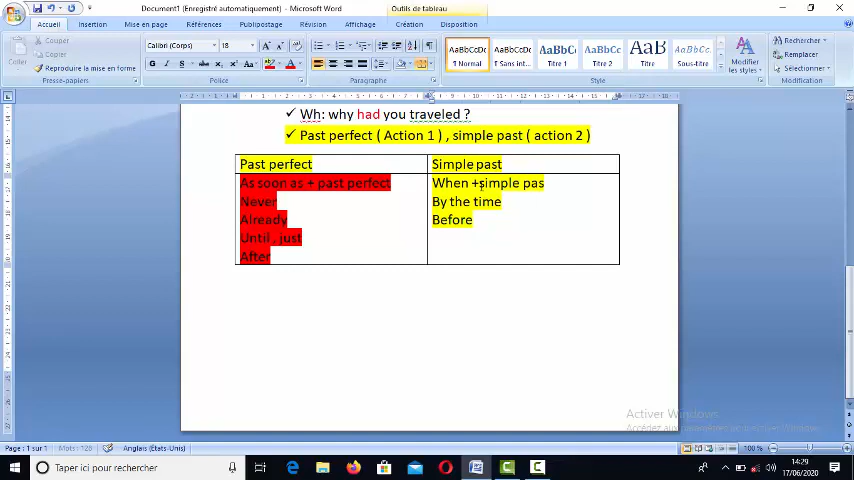 Document1 (Enregistré automatiquement) - Microsoft Word
Outils de tableau
Accueil Insertion Mise en page Références Publipostage Révision Affichage Création Disposition
Couper
Copier
Reproduire la mise en forme
Coller
Presse-papiers
Calibri (Corps) 18
Police
Paragraphe
AaBbCcDc AaBbCcDc AaBbC AaBbCc AaB AaBbCcl
¶ Normal ¶ Sans int... Titre 1 Titre 2 Titre Sous-titre
Style
Modifier les styles
Rechercher
Remplacer
Sélectionner
Modification
✓ Wh: why had you traveled ?
✓ Past perfect ( Action 1 ) , simple past ( action 2 )
Past perfect Simple past
As soon as + past perfect When +simple pas
Never By the time
Already Before
Until , just
After
Activer Windows
Accédez aux paramètres
Page : 1 sur 1 Mots : 126 Anglais (États-Unis) 100 %
Taper ici pour rechercher
14:29
17/06/2020